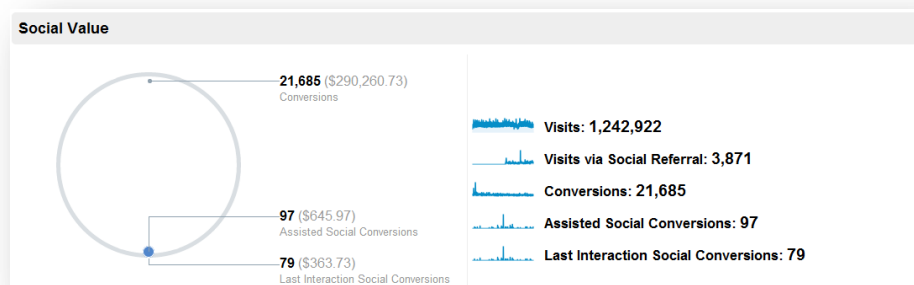 Social Value
21,685 ($290,260.73)
Conversions
97 ($645.97)
Assisted Social Conversions
79 ($363.73)
Last Interaction Social Conversions
Visits: 1,242,922
Visits via Social Referral: 3,871
Conversions: 21,685
Assisted Social Conversions: 97
Last Interaction Social Conversions: 79